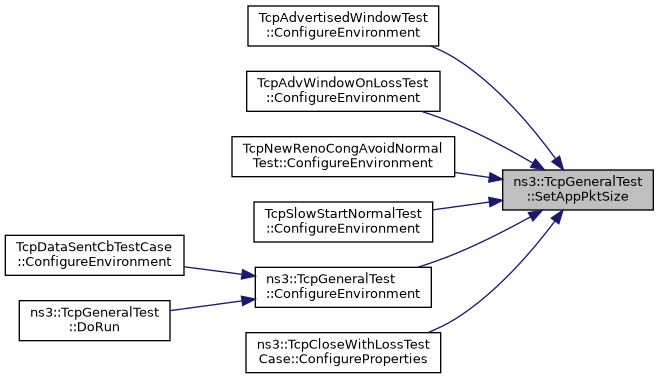 TcpAdvertisedWindowTest
::ConfigureEnvironment
TcpAdvWindowOnLossTest
::ConfigureEnvironment
TcpNewRenoCongAvoidNormal
Test::ConfigureEnvironment
ns3::TcpGeneralTest
::SetAppPktSize
TcpSlowStartNormalTest
::ConfigureEnvironment
TcpDataSentCbTestCase
::ConfigureEnvironment
ns3::TcpGeneralTest
::ConfigureEnvironment
ns3::TcpGeneralTest
::DoRun
ns3::TcpCloseWithLossTest
Case::ConfigureProperties